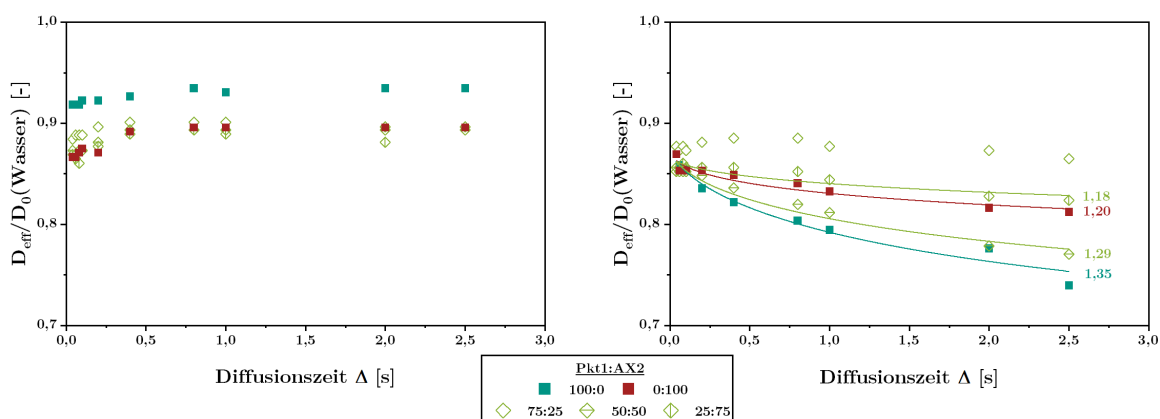 D_eff/D_0(Wasser) [-]
1,0
0,9
0,8
0,7
0,0 0,5 1,0 1,5 2,0 2,5 3,0
Diffusionszeit Δ [s]
D_eff/D_0(Wasser) [-]
1,0
0,9
0,8
0,7
1,18
1,20
1,29
1,35
0,0 0,5 1,0 1,5 2,0 2,5 3,0
Diffusionszeit Δ [s]
Pkt1:AX2
100:0 0:100
75:25 50:50 25:75